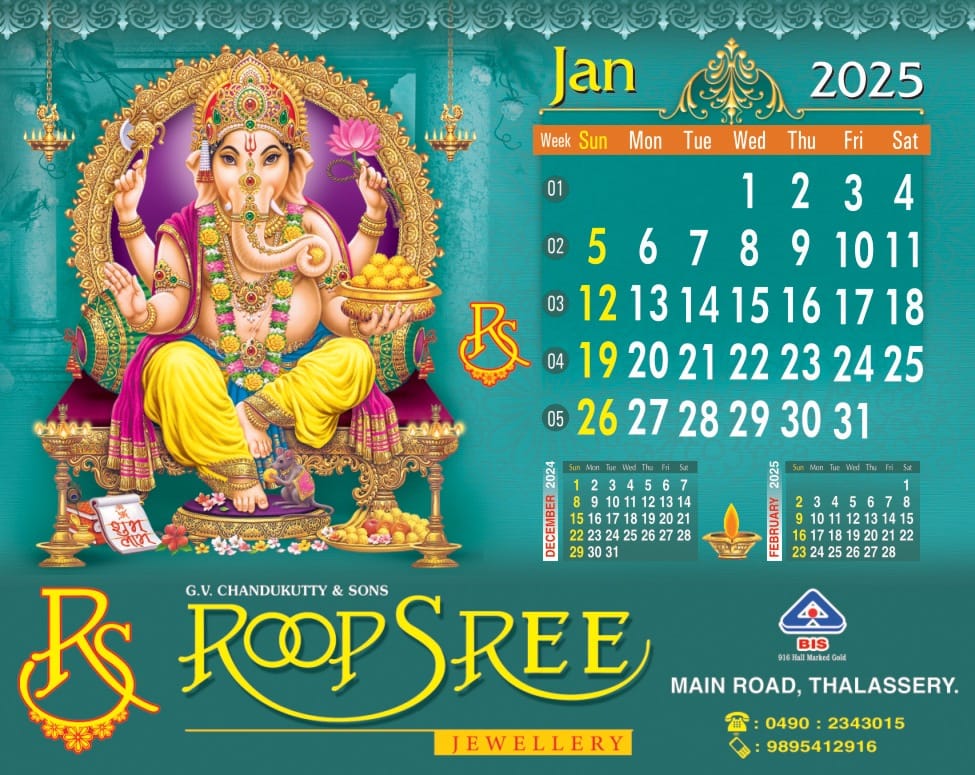 Jan 2025
Week Sun Mon Tue Wed Thu Fri Sat
01 1 2 3 4
02 5 6 7 8 9 10 11
03 12 13 14 15 16 17 18
04 19 20 21 22 23 24 25
05 26 27 28 29 30 31
RS
DECEMBER 2024
Sun Mon Tue Wed Thu Fri Sat
1 2 3 4 5 6 7
8 9 10 11 12 13 14
15 16 17 18 19 20 21
22 23 24 25 26 27 28
29 30 31
FEBRUARY 2025
Sun Mon Tue Wed Thu Fri Sat
1
2 3 4 5 6 7 8
9 10 11 12 13 14 15
16 17 18 19 20 21 22
23 24 25 26 27 28
शुभ
लाभ
RS
G.V. CHANDUKUTTY & SONS
ROOPSREE
JEWELLERY
BIS
916 Hall Marked Gold
MAIN ROAD, THALASSERY.
: 0490 : 2343015
: 9895412916